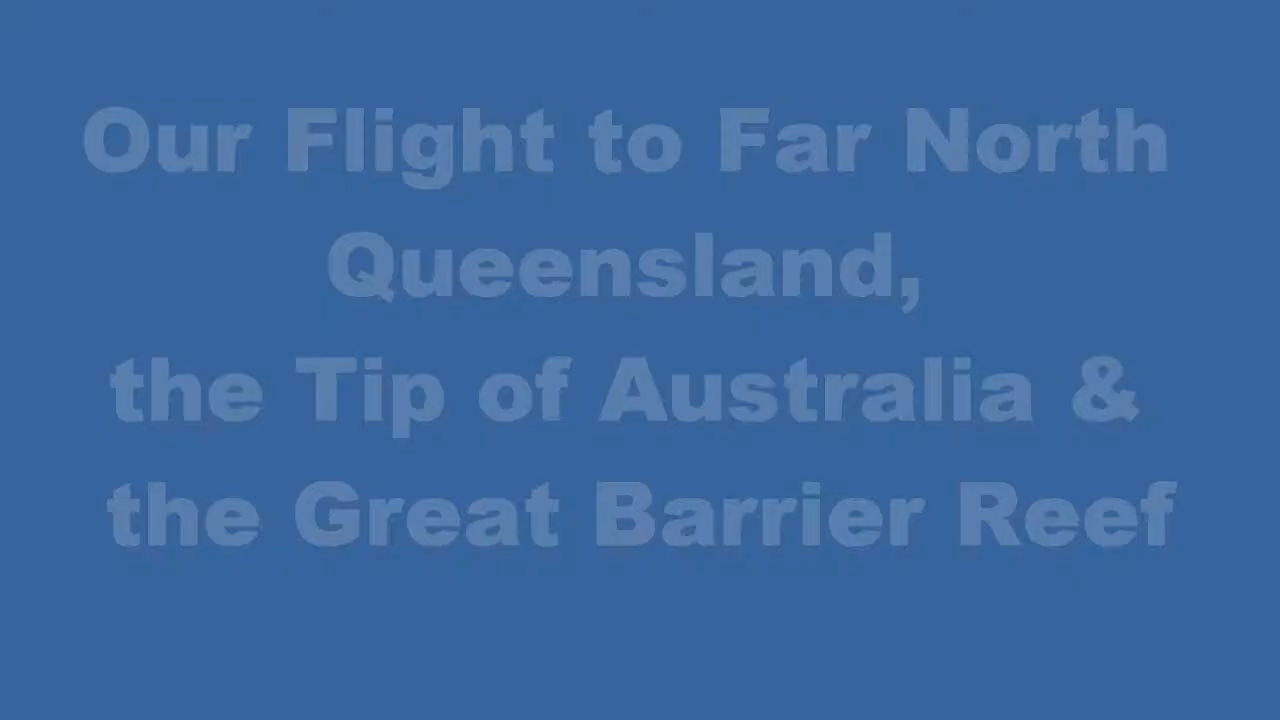 Our Flight to Far North
Queensland,
the Tip of Australia &
the Great Barrier Reef